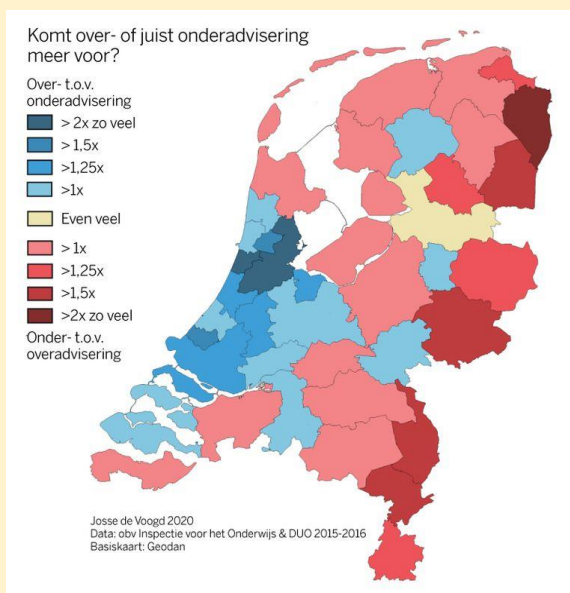 Komt over- of juist onderadvisering
meer voor?
Over- t.o.v.
onderadvisering
> 2x zo veel
> 1,5x
> 1,25x
>1x
Even veel
> 1x
>1,25x
>1,5x
>2x zo veel
Onder- t.o.v.
overadvisering
Josse de Voogd 2020
Data: obv Inspectie voor het Onderwijs & DUO 2015-2016
Basiskaart: Geodan